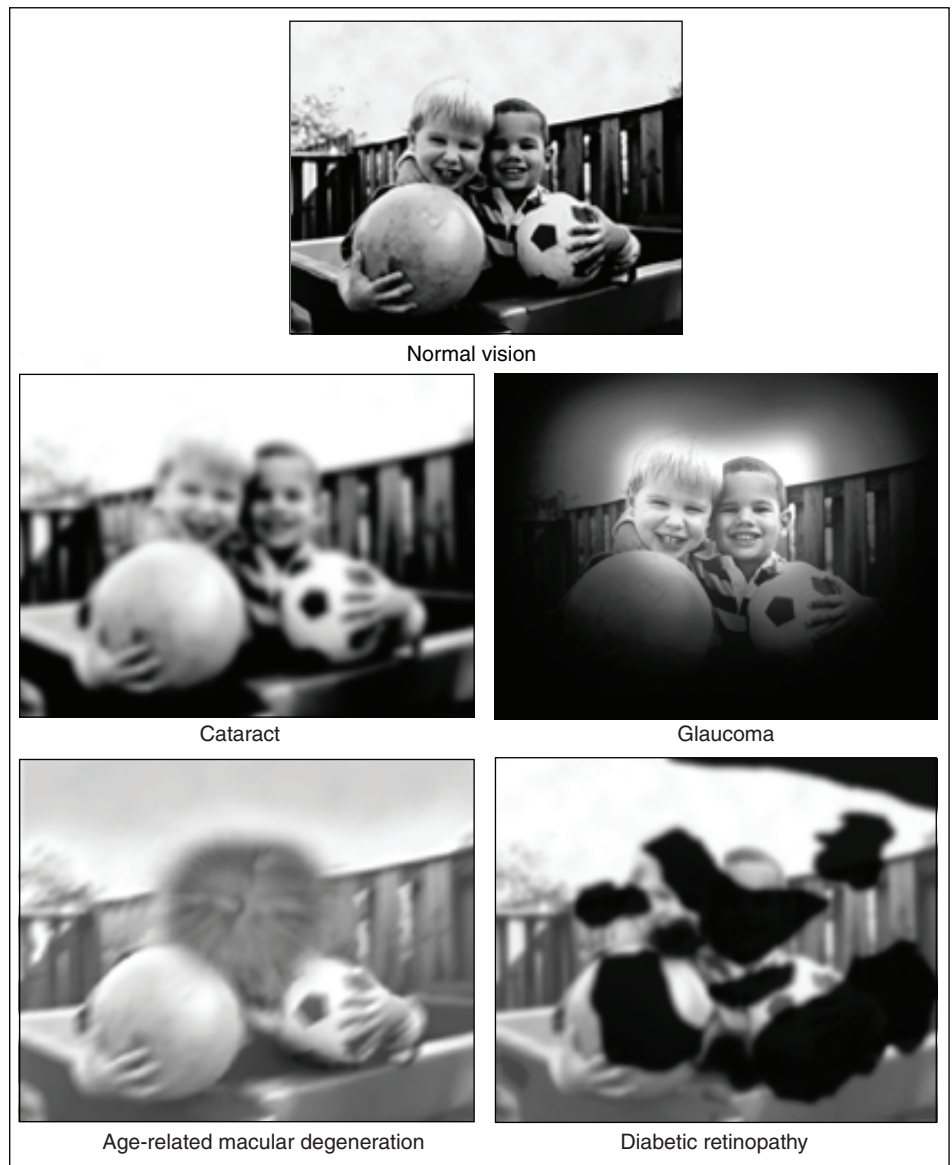 Normal vision
Cataract
Glaucoma
Age-related macular degeneration
Diabetic retinopathy